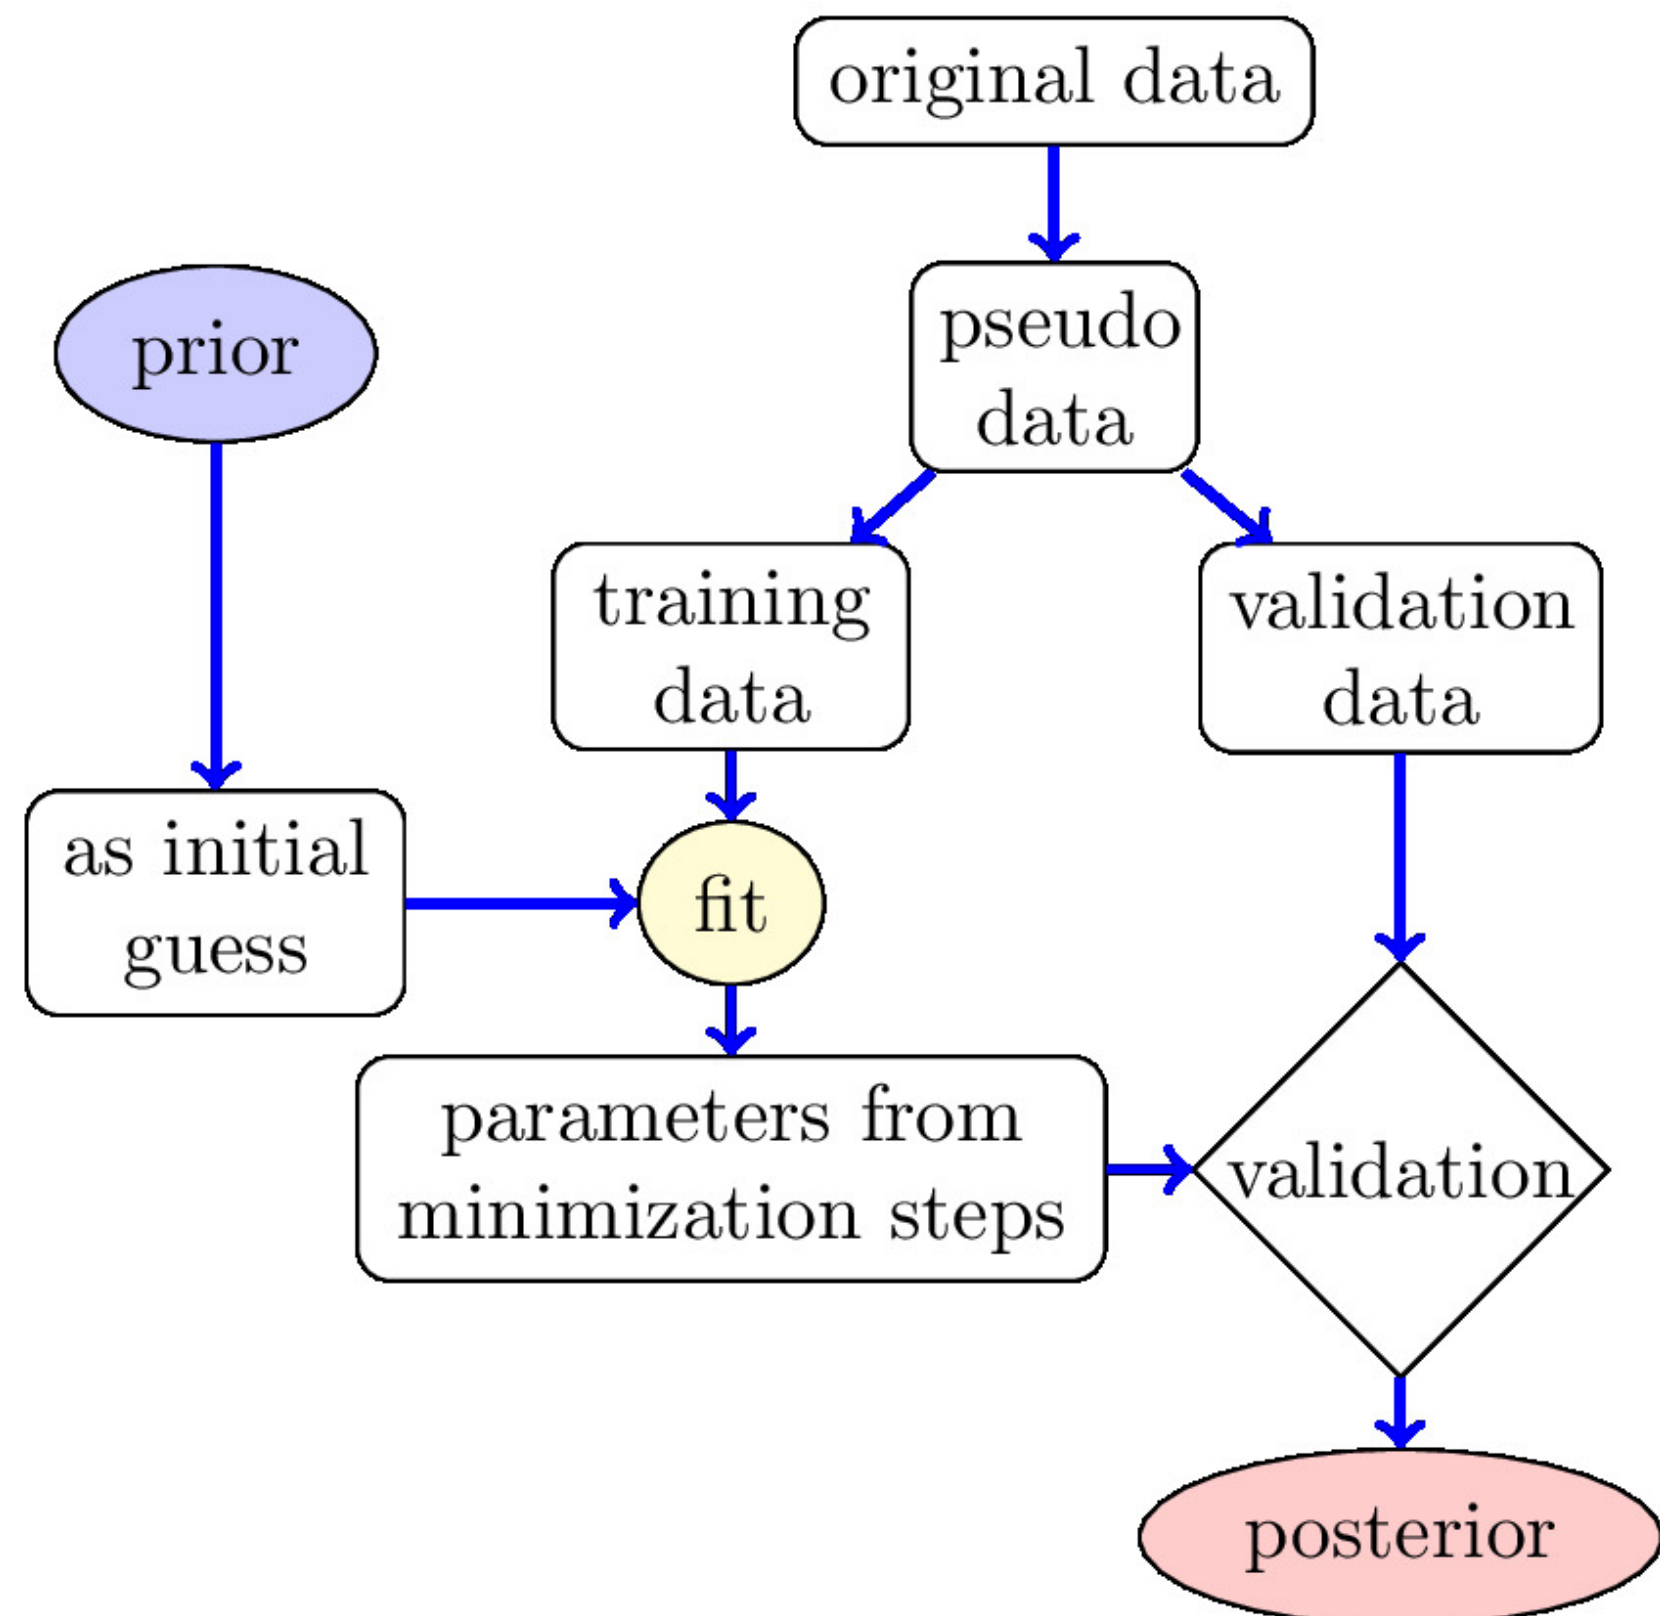 original data
prior
pseudo
data
training
data
validation
data
as initial
guess
fit
parameters from
minimization steps
validation
posterior